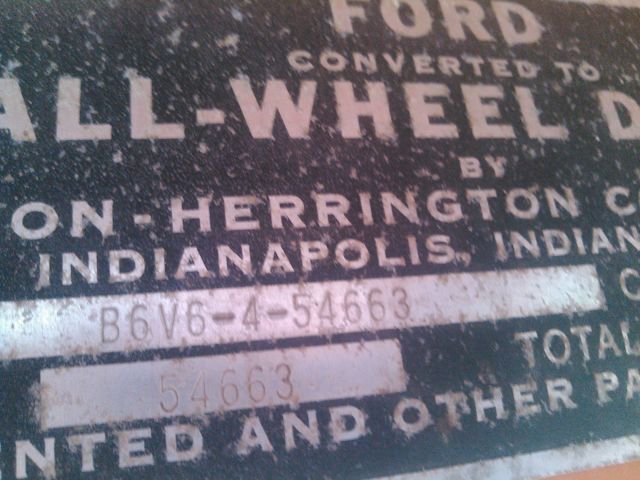 FORD
CONVERTED TO
ALL-WHEEL D
BY
ON-HERRINGTON C
INDIANAPOLIS, INDIAN
B6V6-4-54663 C
54663 TOTAL
NTED AND OTHER PA